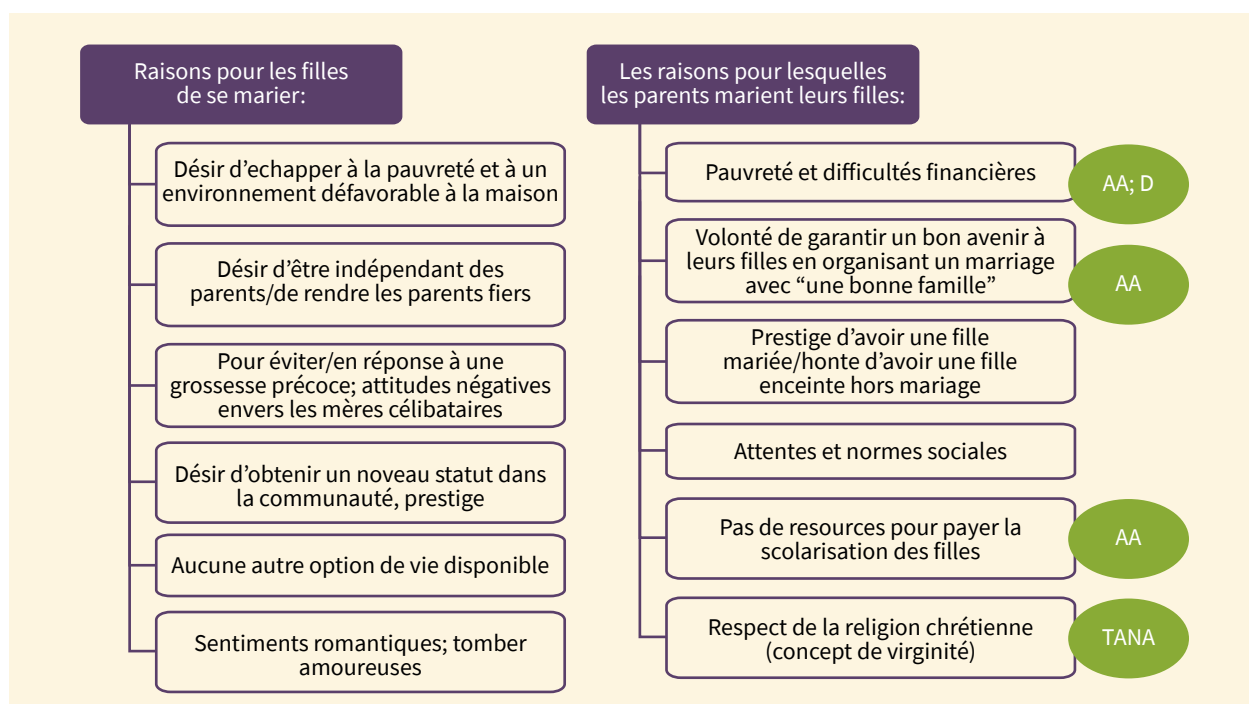 Raisons pour les filles
de se marier:
Désir d’echapper à la pauvreté et à un
environnement défavorable à la maison
Désir d’être indépendant des
parents/de rendre les parents fiers
Pour éviter/en réponse à une
grossesse précoce; attitudes négatives
envers les mères célibataires
Désir d’obtenir un noveau statut dans
la communauté, prestige
Aucune autre option de vie disponible
Sentiments romantiques; tomber
amoureuses
Les raisons pour lesquelles
les parents marient leurs filles:
Pauvreté et difficultés financières
AA; D
Volonté de garantir un bon avenir à
leurs filles en organisant un marriage
avec “une bonne famille”
AA
Prestige d’avoir une fille
mariée/honte d’avoir une fille
enceinte hors mariage
Attentes et normes sociales
Pas de resources pour payer la
scolarisation des filles
AA
Respect de la religion chrétienne
(concept de virginité)
TANA